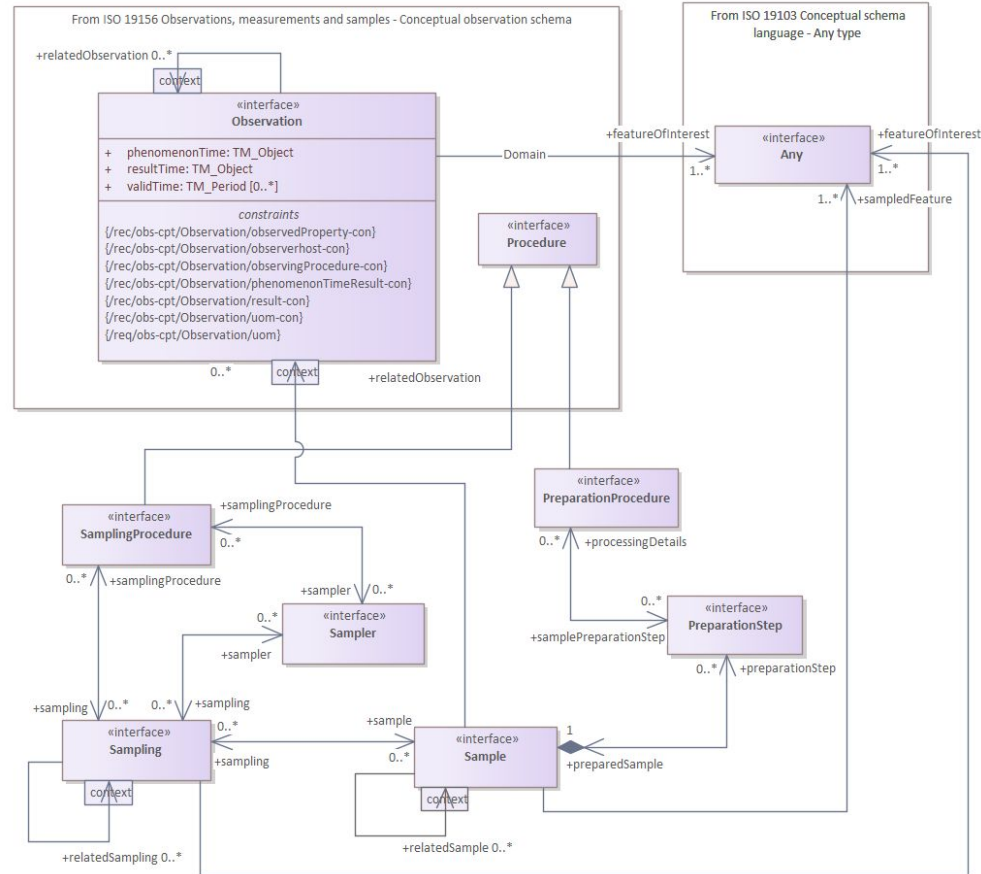 From ISO 19156 Observations, measurements and samples - Conceptual observation schema
From ISO 19103 Conceptual schema
language - Any type
+relatedObservation 0..*
context
«interface»
Observation
+ phenomenonTime: TM_Object
+ resultTime: TM_Object
+ validTime: TM_Period [0..*]
constraints
{/rec/obs-cpt/Observation/observedProperty-con}
{/rec/obs-cpt/Observation/observerhost-con}
{/rec/obs-cpt/Observation/observingProcedure-con}
{/rec/obs-cpt/Observation/phenomenonTimeResult-con}
{/rec/obs-cpt/Observation/result-con}
{/rec/obs-cpt/Observation/uom-con}
{/req/obs-cpt/Observation/uom}
0..*
context
+relatedObservation
Domain
+featureOfInterest
1..*
«interface»
Any
+featureOfInterest
1..*
1..*
+sampledFeature
«interface»
Procedure
«interface»
SamplingProcedure
+samplingProcedure
0..*
0..*
+samplingProcedure
«interface»
PreparationProcedure
0..*
+processingDetails
+sampler
0..*
«interface»
Sampler
0..*
+sampler
0..*
+samplePreparationStep
«interface»
PreparationStep
0..*
+preparationStep
+sampling
0..*
0..*
+sampling
«interface»
Sampling
0..*
+sampling
context
+relatedSampling 0..*
+sample
0..*
«interface»
Sample
1
+preparedSample
context
+relatedSample 0..*